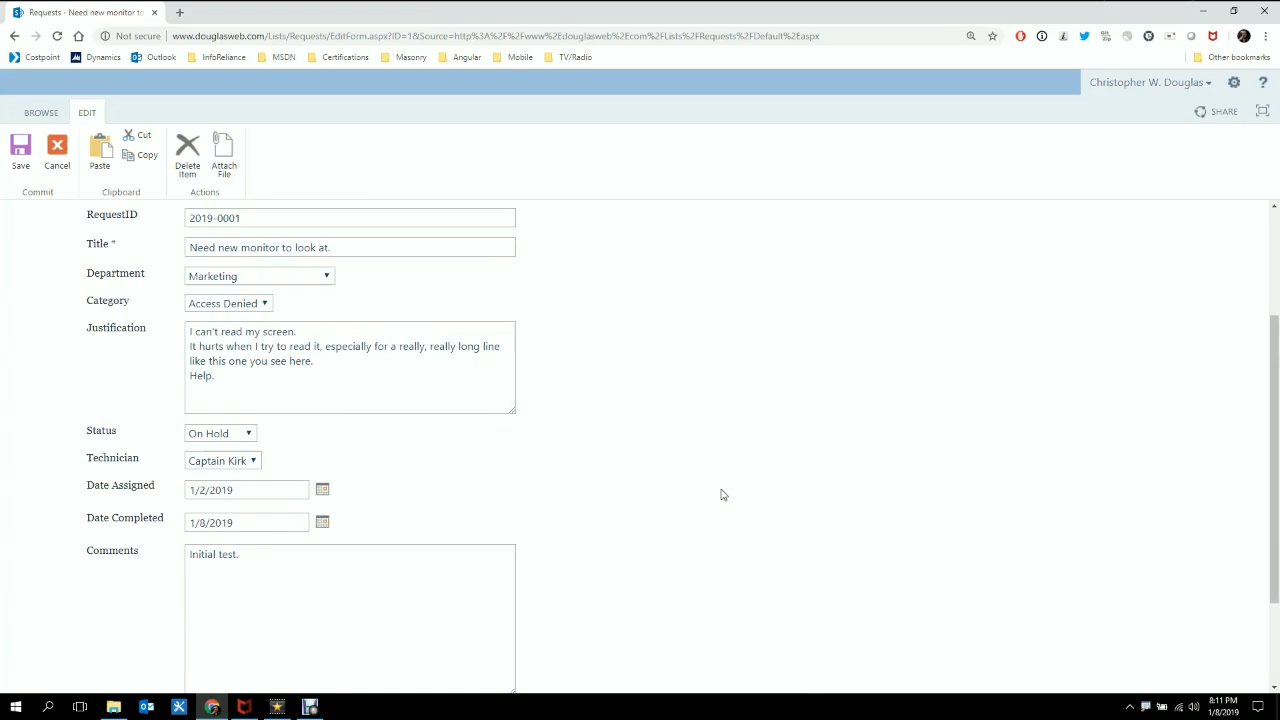 Requests - Need new monitor to
Not secure
www.douglasweb.com/Lists/Requests/EditForm.aspx?ID=1&Source=http%3A%2F%2Fwww%2Edouglasweb%2Ecom%2FLists%2FRequests%2FDefault%2Easpx
Costpoint Dynamics Outlook InfoReliance MSDN Certifications Masonry Angular Mobile TV/Radio Other bookmarks
Christopher W. Douglas
BROWSE EDIT SHARE
Save Cancel Paste Cut Copy Delete Item Attach File
Commit Clipboard Actions
RequestID 2019-0001
Title * Need new monitor to look at.
Department Marketing
Category Access Denied
Justification I can't read my screen.
It hurts when I try to read it, especially for a really, really long line
like this one you see here.
Help.
Status On Hold
Technician Captain Kirk
Date Assigned 1/2/2019
Date Completed 1/8/2019
Comments Initial test.
8:11 PM
1/8/2019